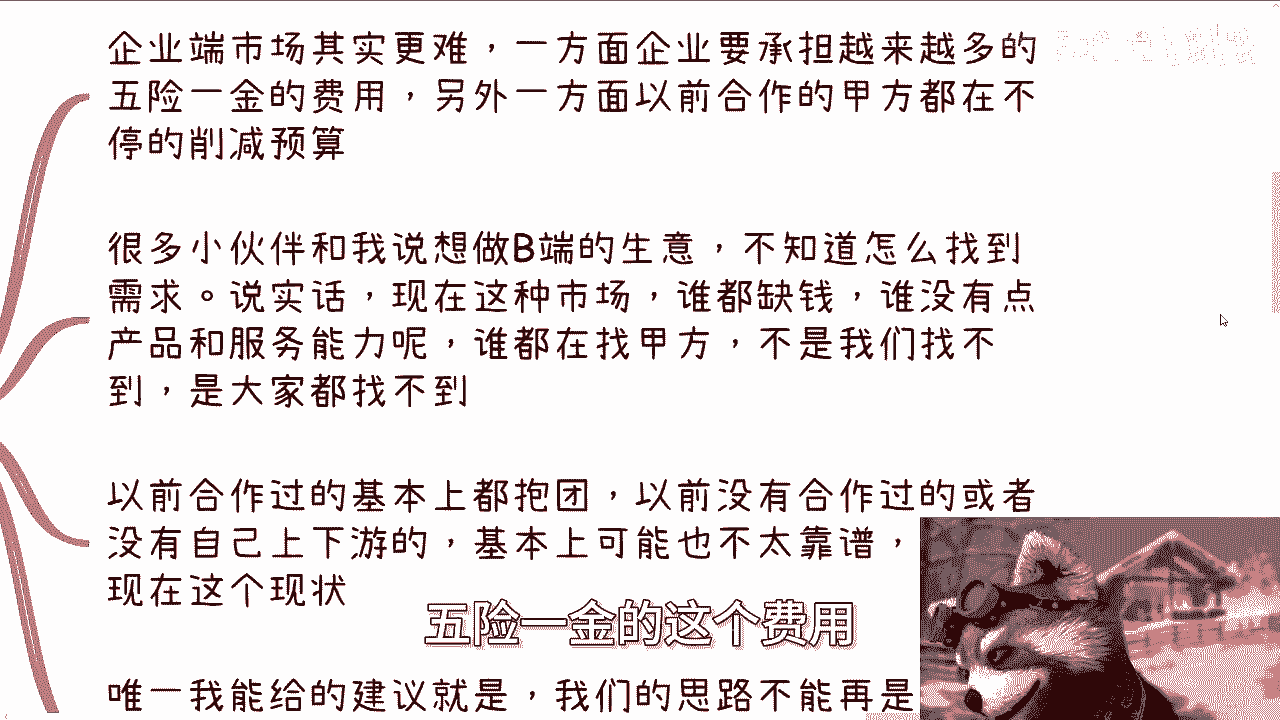 企业端市场其实更难，一方面企业要承担越来越多的
五险一金的费用，另外一方面以前合作的甲方都在不
停的削减预算
很多小伙伴和我说想做B端的生意，不知道怎么找到
需求。说实话，现在这种市场，谁都缺钱，谁没有点
产品和服务能力呢，谁都在找甲方，不是我们找不
到，是大家都找不到
以前合作过的基本上都抱团，以前没有合作过的或者
没有自己上下游的，基本上可能也不太靠谱，
现在这个现状
五险一金的这个费用
唯一我能给的建议就是，我们的思路不能再是